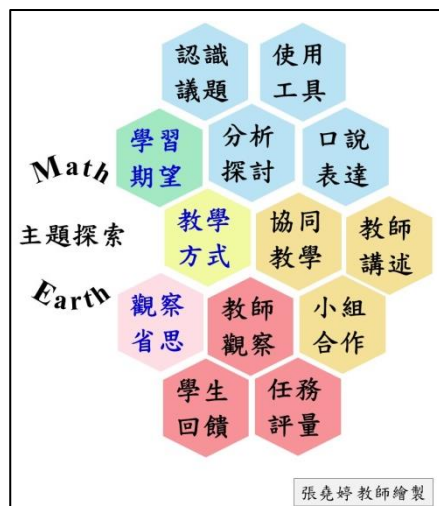 認識
議題
使用
工具
學習
期望
分析
探討
口說
表達
Math
主題探索
Earth
教學
方式
協同
教學
教師
講述
觀察
省思
教師
觀察
小組
合作
學生
回饋
任務
評量
張堯婷 教師繪製